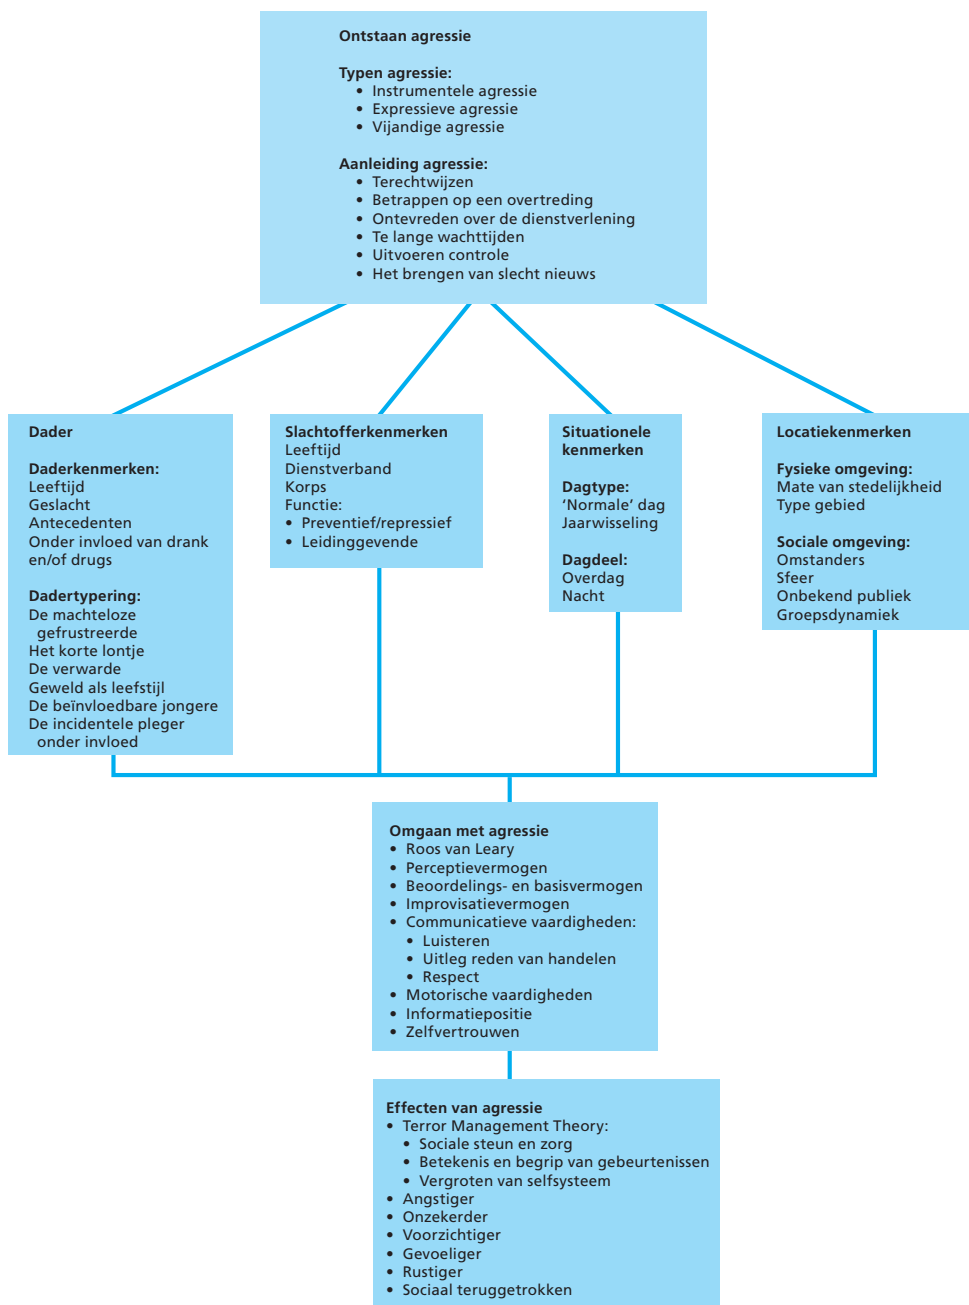 Ontstaan agressie
Typen agressie:
• Instrumentele agressie
• Expressieve agressie
• Vijandige agressie
Aanleiding agressie:
• Terechtwijzen
• Betrappen op een overtreding
• Ontevreden over de dienstverlening
• Te lange wachttijden
• Uitvoeren controle
• Het brengen van slecht nieuws
Dader
Daderkenmerken:
Leeftijd
Geslacht
Antecedenten
Onder invloed van drank
en/of drugs
Dadertypering:
De machteloze
gefrustreerde
Het korte lontje
De verwarde
Geweld als leefstijl
De beïnvloedbare jongere
De incidentele pleger
onder invloed
Slachtofferkenmerken
Leeftijd
Dienstverband
Korps
Functie:
• Preventief/repressief
• Leidinggevende
Situationele
kenmerken
Dagtype:
‘Normale’ dag
Jaarwisseling
Dagdeel:
Overdag
Nacht
Locatiekenmerken
Fysieke omgeving:
Mate van stedelijkheid
Type gebied
Sociale omgeving:
Omstanders
Sfeer
Onbekend publiek
Groepsdynamiek
Omgaan met agressie
• Roos van Leary
• Perceptievermogen
• Beoordelings- en basisvermogen
• Improvisatievermogen
• Communicatieve vaardigheden:
• Luisteren
• Uitleg reden van handelen
• Respect
• Motorische vaardigheden
• Informatiepositie
• Zelfvertrouwen
Effecten van agressie
• Terror Management Theory:
• Sociale steun en zorg
• Betekenis en begrip van gebeurtenissen
• Vergroten van selfsysteem
• Angstiger
• Onzekerder
• Voorzichtiger
• Gevoeliger
• Rustiger
• Sociaal teruggetrokken